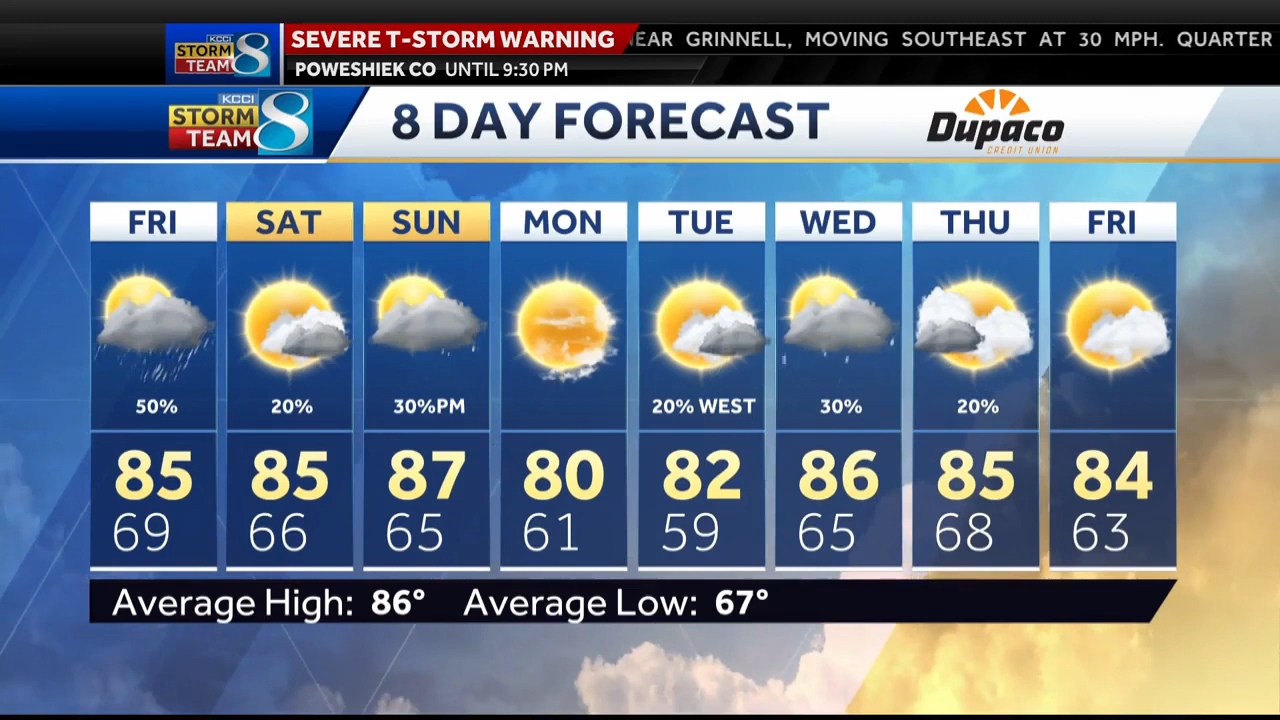 KCCI
STORM
TEAM 8
SEVERE T-STORM WARNING
NEAR GRINNELL, MOVING SOUTHEAST AT 30 MPH. QUARTER
POWESHIEK CO UNTIL 9:30 PM
KCCI
STORM
TEAM 8
8 DAY FORECAST
Dupaco
CREDIT UNION
FRI SAT SUN MON TUE WED THU FRI
50% 20% 30%PM 20% WEST 30% 20%
85 85 87 80 82 86 85 84
69 66 65 61 59 65 68 63
Average High: 86° Average Low: 67°